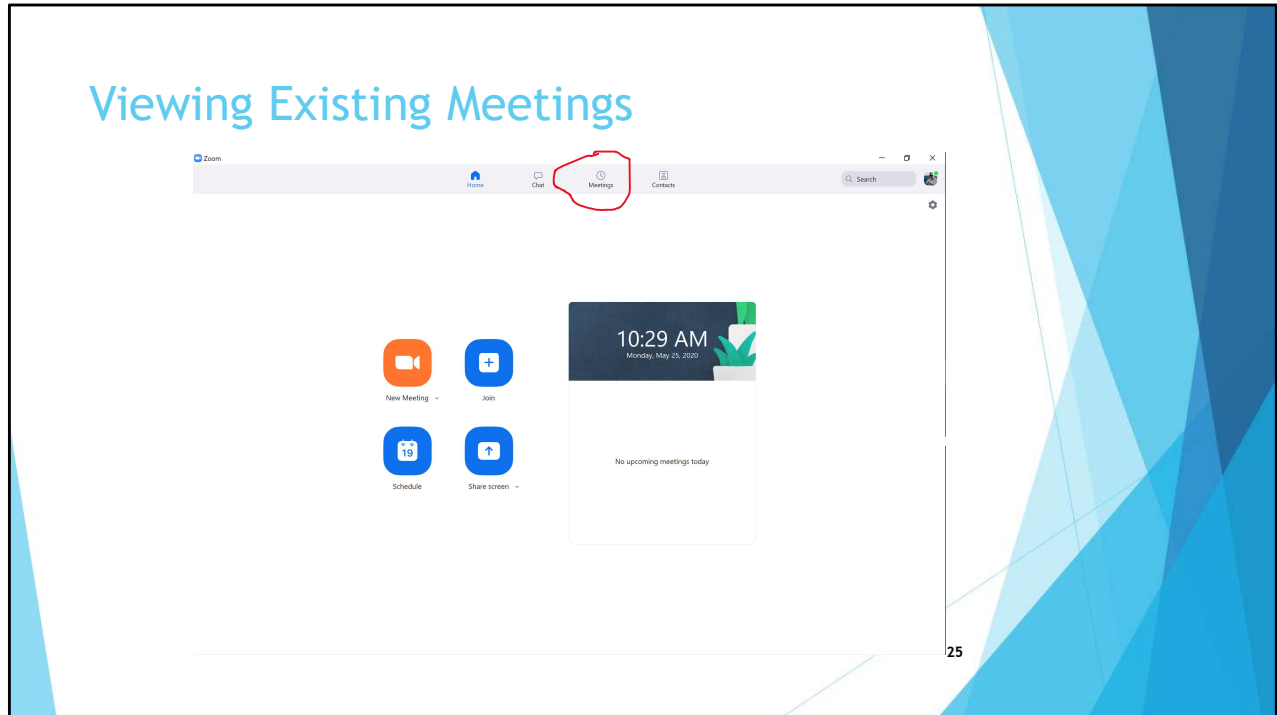 Viewing Existing Meetings
Zoom
Home Chat Meetings Contacts
Search
10:29 AM
Monday, May 25, 2020
New Meeting Join
19
Schedule Share screen
No upcoming meetings today
25